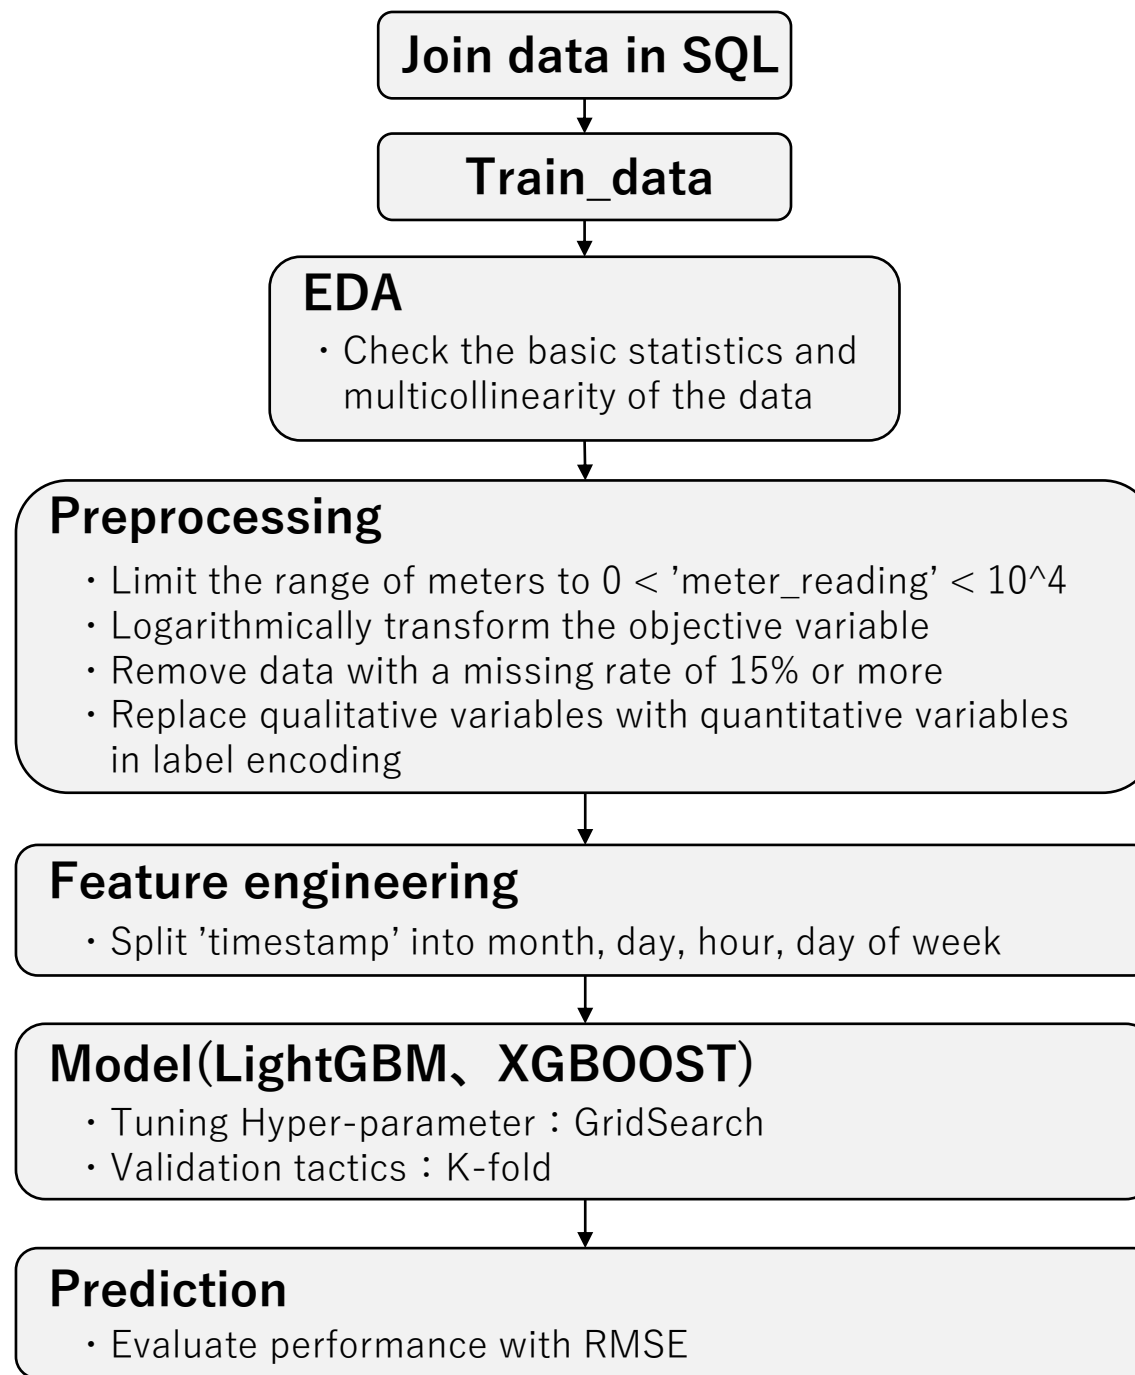 Join data in SQL
Train_data
EDA
・Check the basic statistics and
multicollinearity of the data
Preprocessing
・Limit the range of meters to 0 < ’meter_reading’ < 10^4
・Logarithmically transform the objective variable
・Remove data with a missing rate of 15% or more
・Replace qualitative variables with quantitative variables
in label encoding
Feature engineering
・Split ’timestamp’ into month, day, hour, day of week
Model(LightGBM、XGBOOST)
・Tuning Hyper-parameter：GridSearch
・Validation tactics：K-fold
Prediction
・Evaluate performance with RMSE